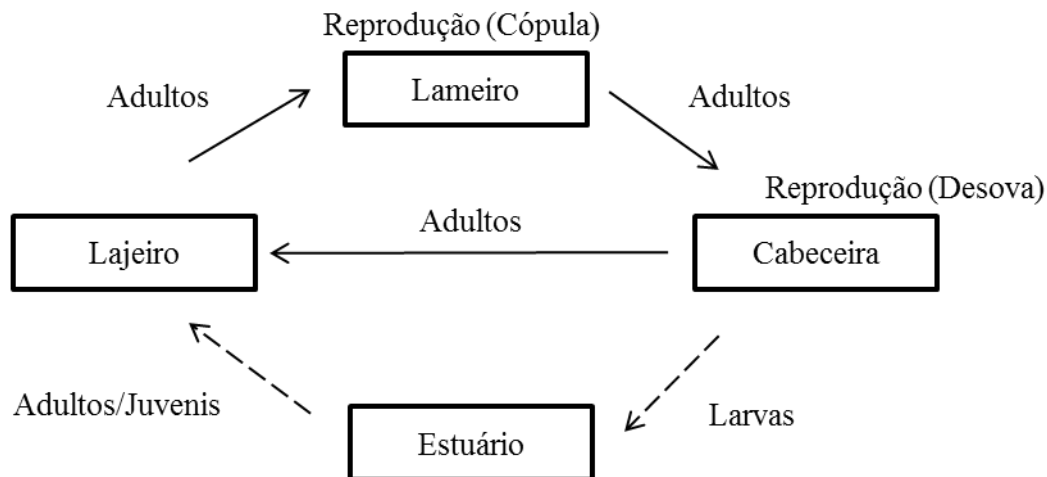 Reprodução (Cópula)
Lameiro
Adultos
Adultos
Reprodução (Desova)
Adultos
Lajeiro
Cabeceira
Adultos/Juvenis
Larvas
Estuário